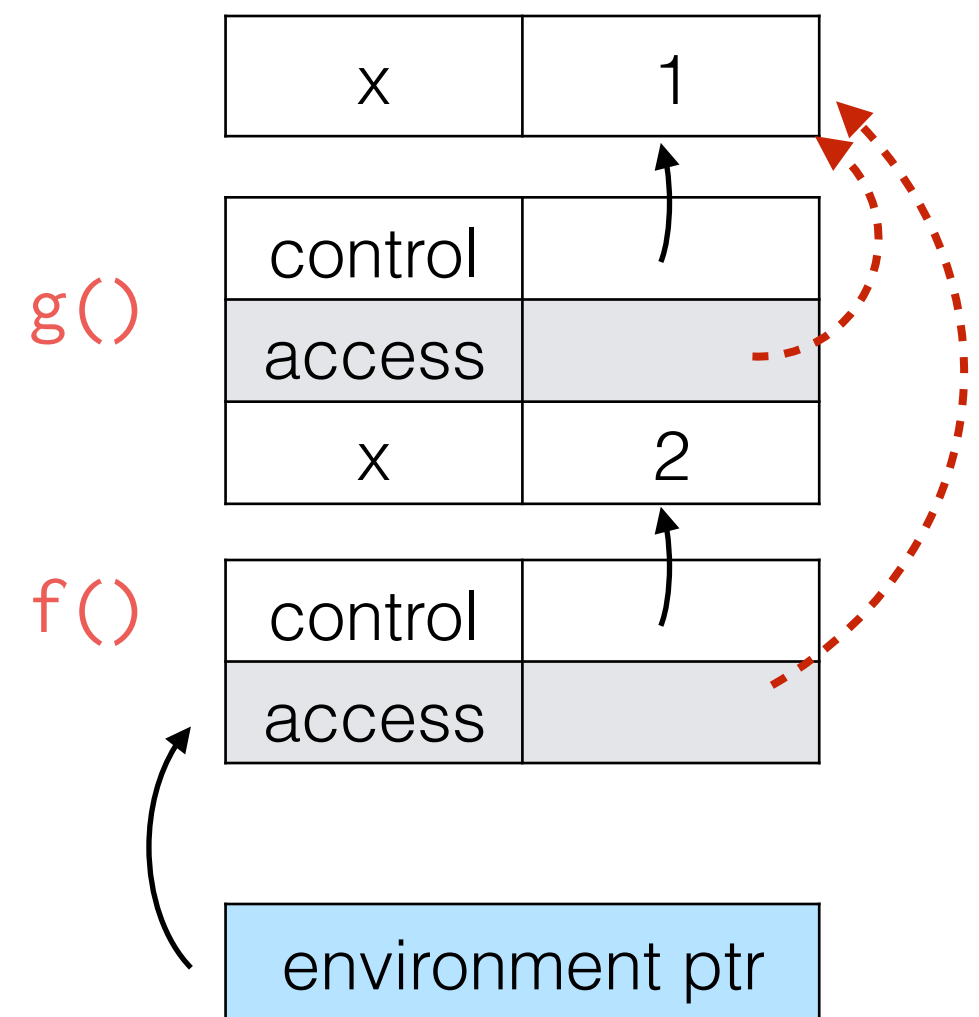 x 1
control
g()
access
x 2
f()
control
access
environment ptr